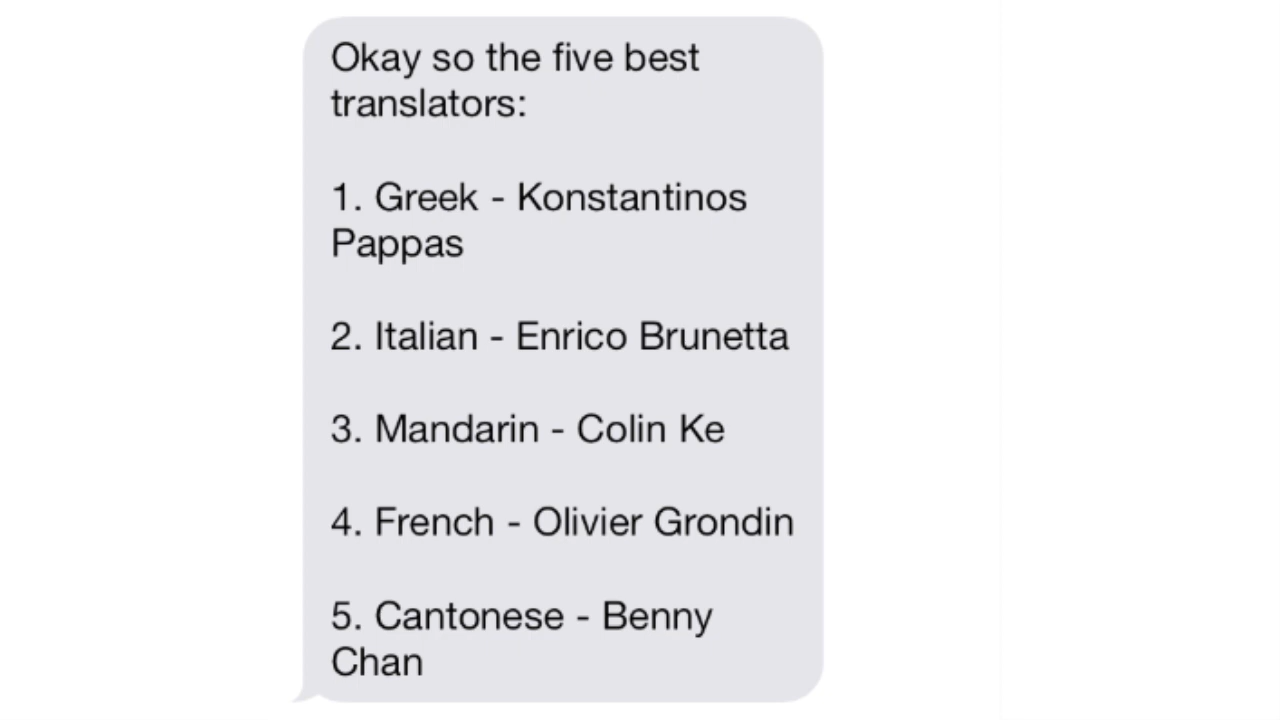 Okay so the five best
translators:
1. Greek - Konstantinos
Pappas
2. Italian - Enrico Brunetta
3. Mandarin - Colin Ke
4. French - Olivier Grondin
5. Cantonese - Benny
Chan